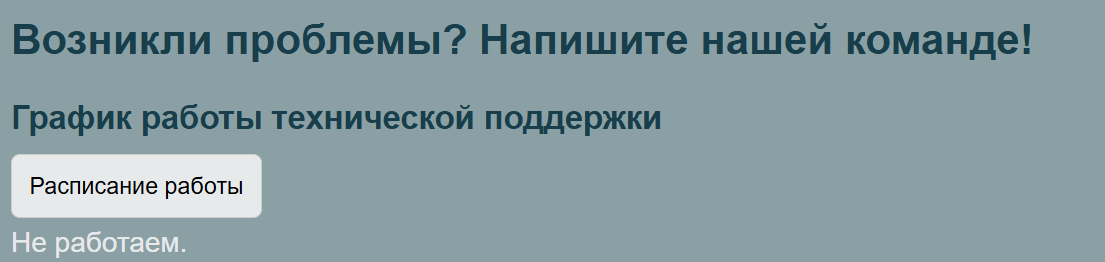 Возникли проблемы? Напишите нашей команде!
График работы технической поддержки
Расписание работы
Не работаем.